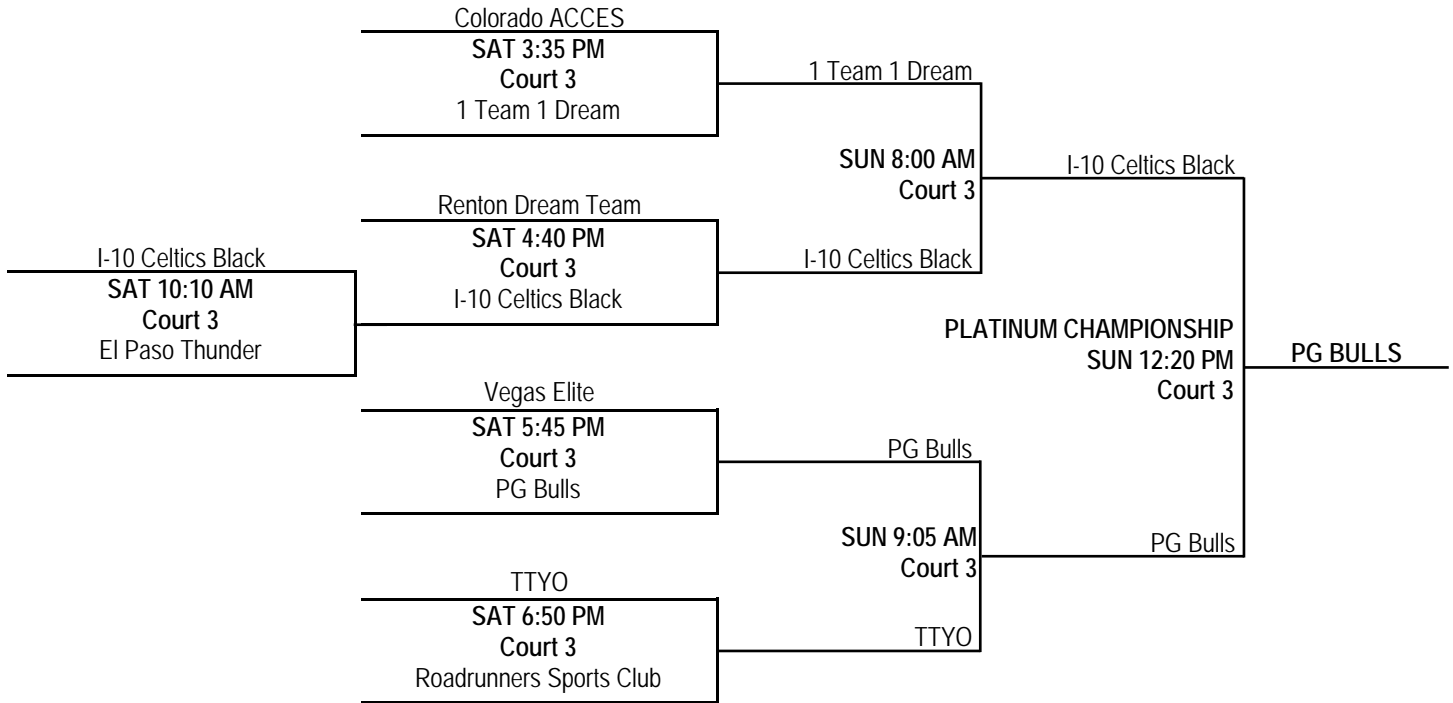 Colorado ACCES
SAT 3:35 PM
Court 3
1 Team 1 Dream
1 Team 1 Dream
SUN 8:00 AM
Court 3
I-10 Celtics Black
Renton Dream Team
SAT 4:40 PM
Court 3
I-10 Celtics Black
I-10 Celtics Black
I-10 Celtics Black
SAT 10:10 AM
Court 3
El Paso Thunder
PLATINUM CHAMPIONSHIP
SUN 12:20 PM
Court 3
PG BULLS
Vegas Elite
SAT 5:45 PM
Court 3
PG Bulls
PG Bulls
SUN 9:05 AM
Court 3
PG Bulls
TTYO
SAT 6:50 PM
Court 3
Roadrunners Sports Club
TTYO